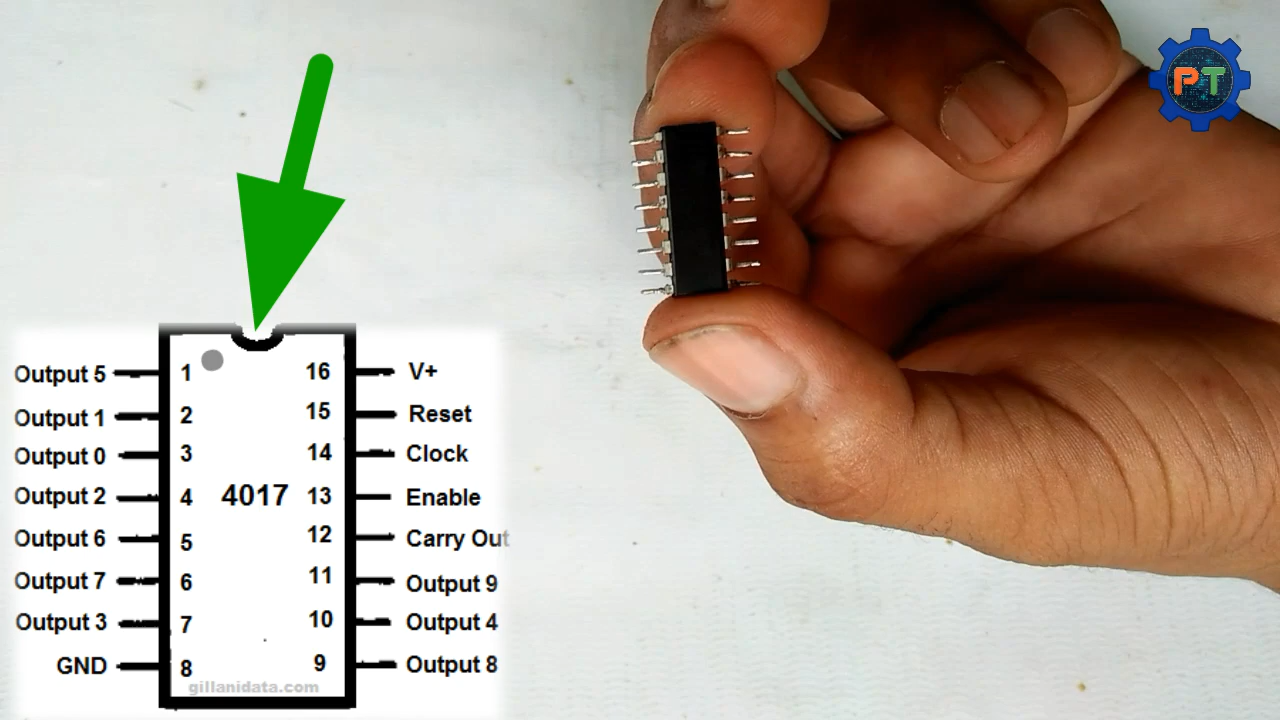 PT
Output 5 1 16 V+
Output 1 2 15 Reset
Output 0 3 14 Clock
Output 2 4 4017 13 Enable
Output 6 5 12 Carry Out
Output 7 6 11 Output 9
Output 3 7 10 Output 4
GND 8 9 Output 8
gillanidata.com